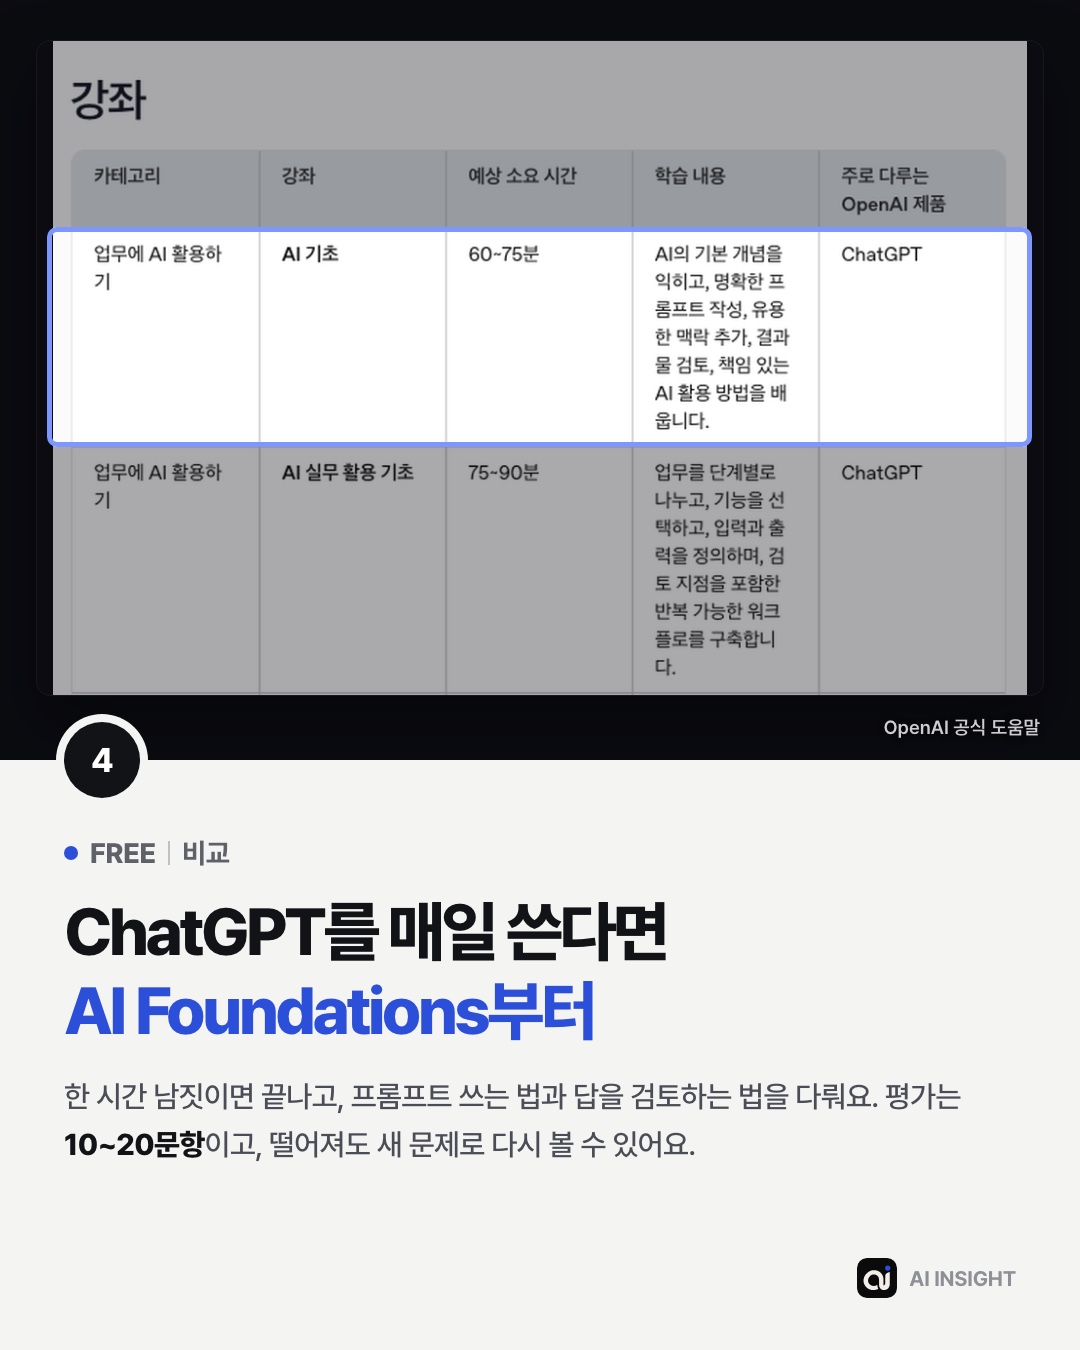 강좌
카테고리
강좌
예상 소요 시간
학습 내용
주로 다루는
OpenAI 제품
업무에 AI 활용하
기
AI 기초
60~75분
AI의 기본 개념을
익히고, 명확한 프
롬프트 작성, 유용
한 맥락 추가, 결과
물 검토, 책임 있는
AI 활용 방법을 배
웁니다.
ChatGPT
업무에 AI 활용하
기
AI 실무 활용 기초
75~90분
업무를 단계별로
나누고, 기능을 선
택하고, 입력과 출
력을 정의하며, 검
토 지점을 포함한
반복 가능한 워크
플로를 구축합니
다.
ChatGPT
OpenAI 공식 도움말
4
FREE | 비교
ChatGPT를 매일 쓴다면
AI Foundations부터
한 시간 남짓이면 끝나고, 프롬프트 쓰는 법과 답을 검토하는 법을 다뤄요. 평가는
10~20문항이고, 떨어져도 새 문제로 다시 볼 수 있어요.
ai AI INSIGHT